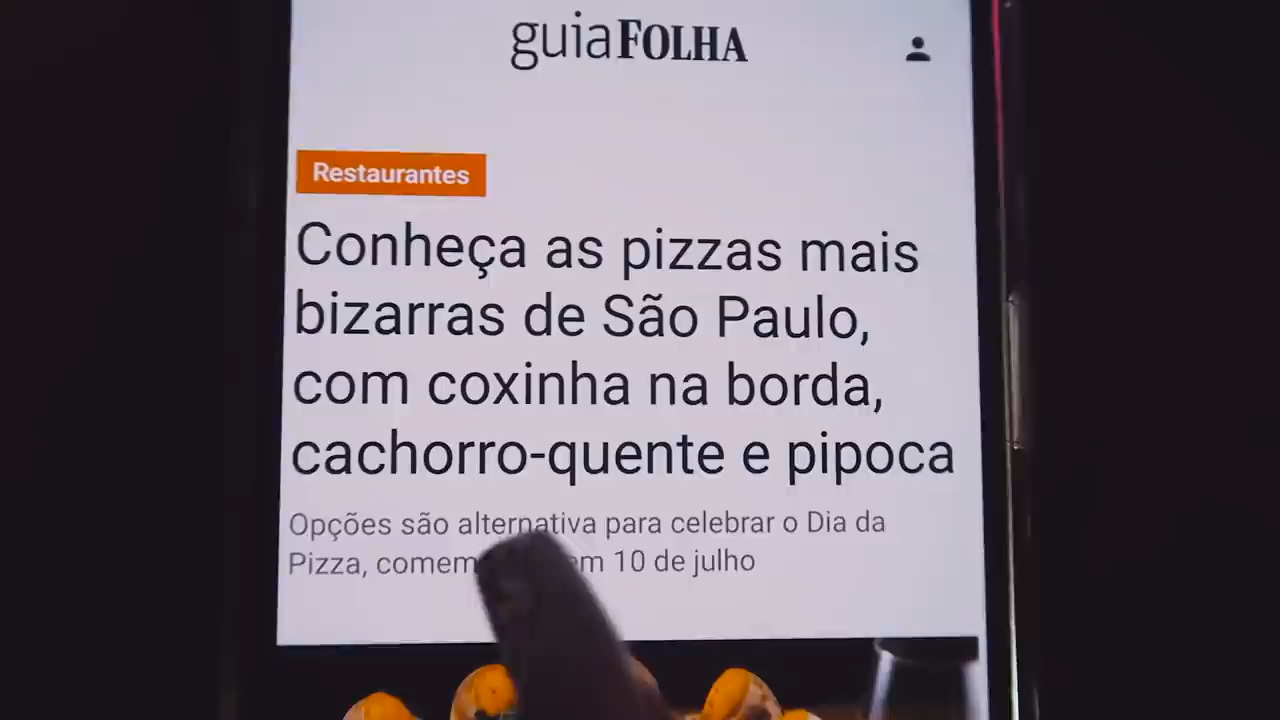 guiaFOLHA
Restaurantes
Conheça as pizzas mais
bizarras de São Paulo,
com coxinha na borda,
cachorro-quente e pipoca
Opções são alternativa para celebrar o Dia da
Pizza, em 10 de julho